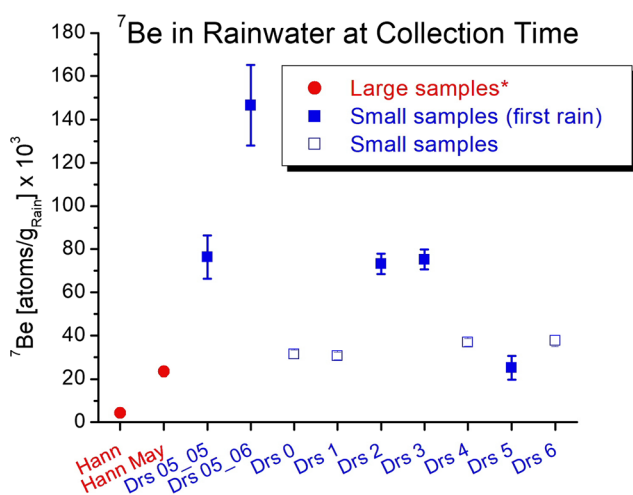 ⁷Be in Rainwater at Collection Time
Large samples*
Small samples (first rain)
Small samples
⁷Be [atoms/g_Rain] x 10³
180
160
140
120
100
80
60
40
20
0
Hann
Hann May
Drs 05_05
Drs 05_06
Drs 0
Drs 1
Drs 2
Drs 3
Drs 4
Drs 5
Drs 6